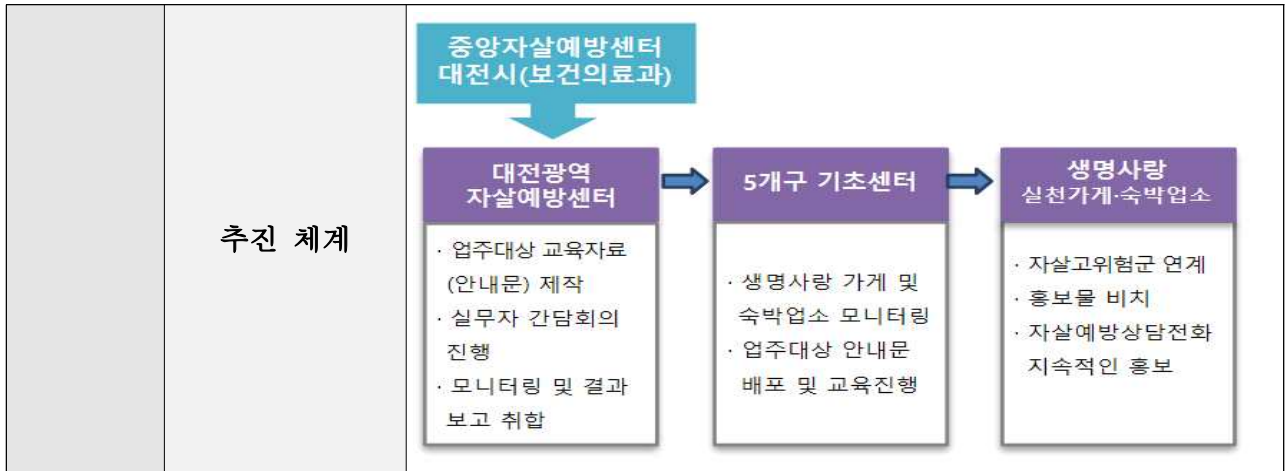 추진 체계
중앙자살예방센터
대전시(보건의료과)
대전광역
자살예방센터
· 업주대상 교육자료
(안내문) 제작
· 실무자 간담회의
진행
· 모니터링 및 결과
보고 취합
5개구 기초센터
· 생명사랑 가게 및
숙박업소 모니터링
· 업주대상 안내문
배포 및 교육진행
생명사랑
실천가게·숙박업소
· 자살고위험군 연계
· 홍보물 비치
· 자살예방상담전화
지속적인 홍보